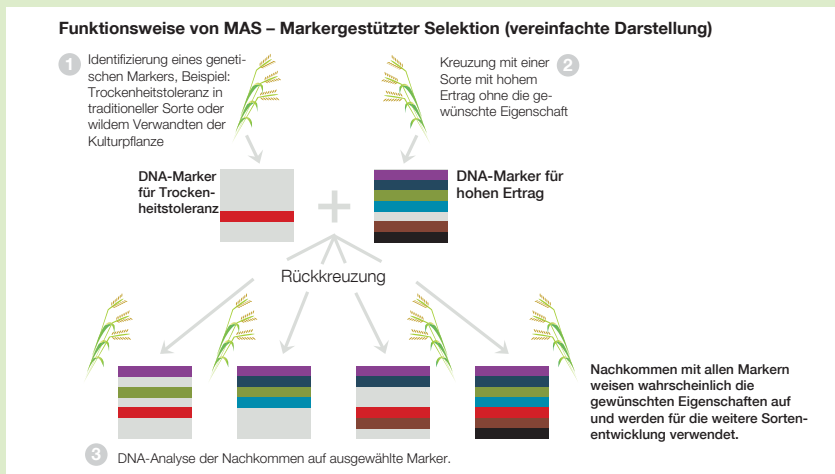 Funktionsweise von MAS – Markergestützter Selektion (vereinfachte Darstellung)
1
Identifizierung eines geneti-
schen Markers, Beispiel:
Trockenheitstoleranz in
traditioneller Sorte oder
wildem Verwandten der
Kulturpflanze
Kreuzung mit einer
Sorte mit hohem
Ertrag ohne die ge-
wünschte Eigenschaft
2
DNA-Marker
für Trocken-
heitstoleranz
+
DNA-Marker für
hohen Ertrag
Rückkreuzung
Nachkommen mit allen Markern
weisen wahrscheinlich die
gewünschten Eigenschaften auf
und werden für die weitere Sorten-
entwicklung verwendet.
3
DNA-Analyse der Nachkommen auf ausgewählte Marker.